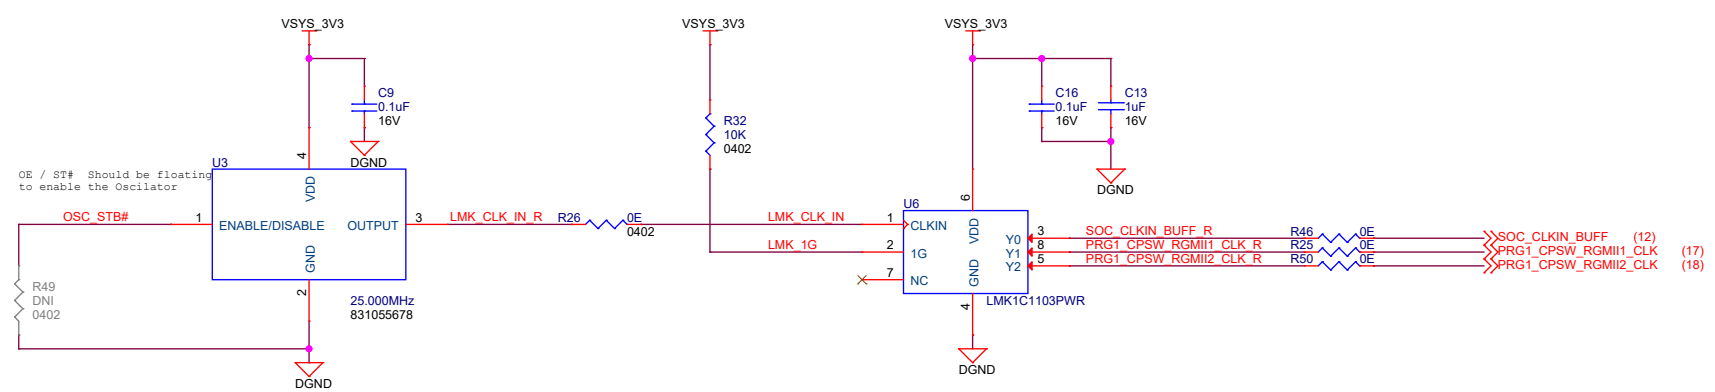 VSYS_3V3
VSYS_3V3
VSYS_3V3
C9
0.1uF
16V
DGND
R32
10K
0402
C16
0.1uF
16V
C13
1uF
16V
DGND
OE / ST#  Should be floating
to enable the Oscilator
U3
4
VDD
OSC_STB#
1
ENABLE/DISABLE
OUTPUT
3
GND
2
25.000MHz
831055678
R49
DNI
0402
DGND
LMK_CLK_IN_R
R26
0E
0402
LMK_CLK_IN
LMK_1G
U6
6
VDD
1
CLKIN
2
1G
7
NC
GND
4
Y0
Y1
Y2
3
8
5
LMK1C1103PWR
DGND
SOC_CLKIN_BUFF_R
R46
0E
SOC_CLKIN_BUFF
(12)
PRG1_CPSW_RGMII1_CLK_R
R25
0E
PRG1_CPSW_RGMII1_CLK
(17)
PRG1_CPSW_RGMII2_CLK_R
R50
0E
PRG1_CPSW_RGMII2_CLK
(18)